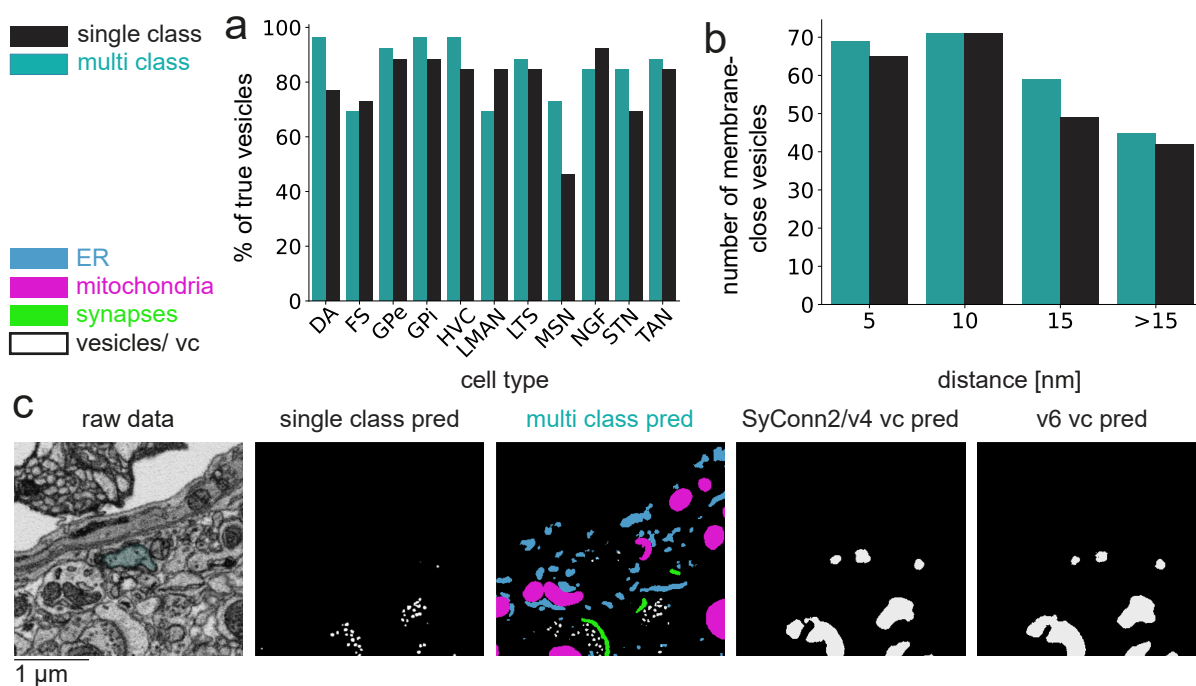 single class
multi class
ER
mitochondria
synapses
vesicles/ vc
a
% of true vesicles
100
80
60
40
20
0
DA
FS
GPe
GPi
HVC
LMAN
LTS
MSN
NGF
STN
TAN
cell type
b
number of membrane-
close vesicles
70
60
50
40
30
20
10
0
5
10
15
>15
distance [nm]
c
raw data
single class pred
multi class pred
SyConn2/v4 vc pred
v6 vc pred
1 µm